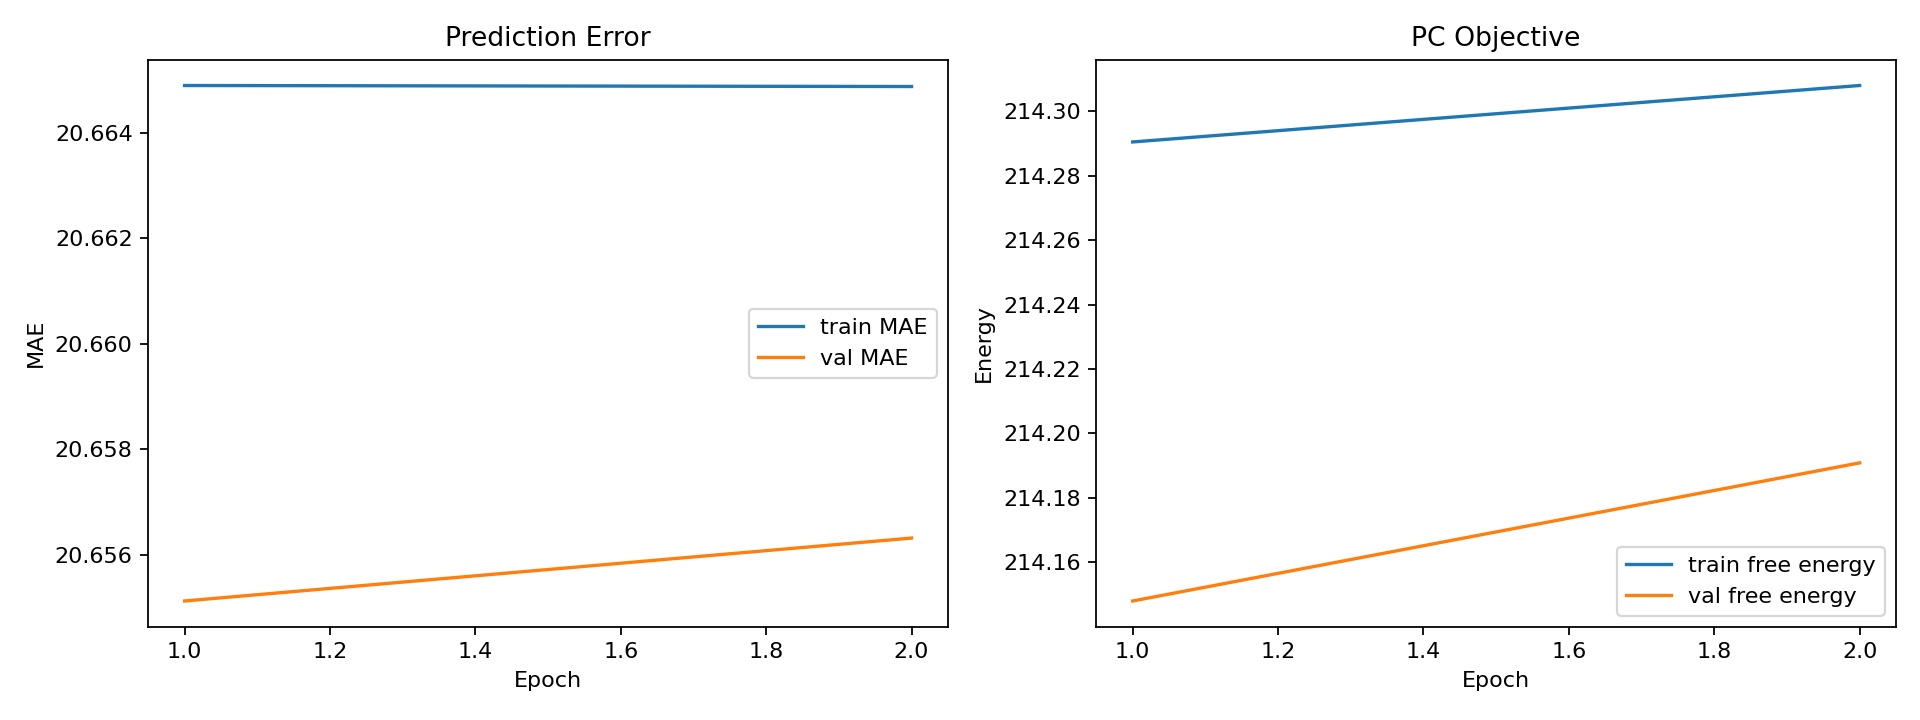 Prediction Error
MAE
20.664
20.662
20.660
20.658
20.656
train MAE
val MAE
1.0 1.2 1.4 1.6 1.8 2.0
Epoch
PC Objective
Energy
214.30
214.28
214.26
214.24
214.22
214.20
214.18
214.16
train free energy
val free energy
1.0 1.2 1.4 1.6 1.8 2.0
Epoch